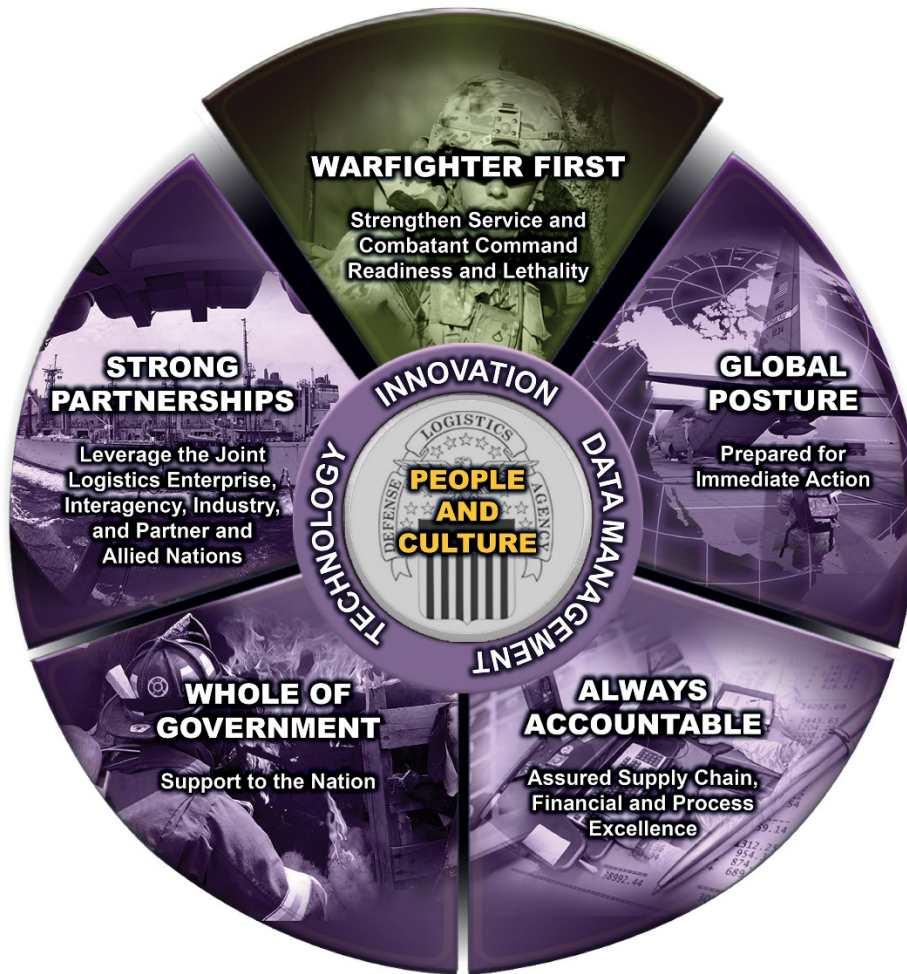 WARFIGHTER FIRST
Strengthen Service and
Combatant Command
Readiness and Lethality
GLOBAL
POSTURE
Prepared for
Immediate Action
ALWAYS
ACCOUNTABLE
Assured Supply Chain,
Financial and Process
Excellence
WHOLE OF
GOVERNMENT
Support to the Nation
STRONG
PARTNERSHIPS
Leverage the Joint
Logistics Enterprise,
Interagency, Industry,
and Partner and
Allied Nations
INNOVATION
DATA MANAGEMENT
TECHNOLOGY
DEFENSE LOGISTICS AGENCY
PEOPLE
AND
CULTURE